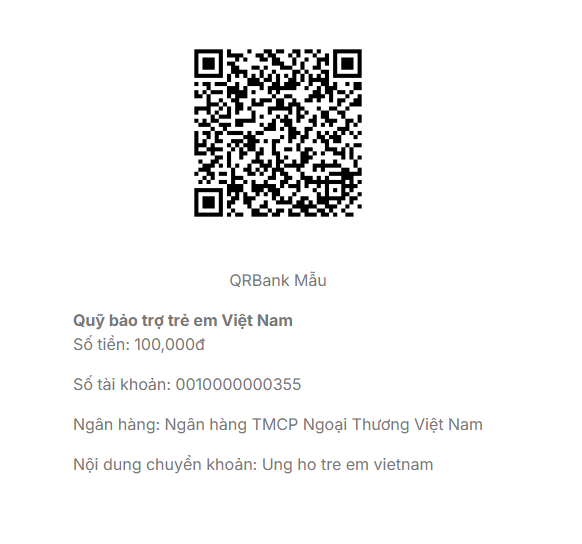 QRBank Mẫu
Quỹ bảo trợ trẻ em Việt Nam
Số tiền: 100,000đ
Số tài khoản: 0010000000355
Ngân hàng: Ngân hàng TMCP Ngoại Thương Việt Nam
Nội dung chuyển khoản: Ung ho tre em vietnam